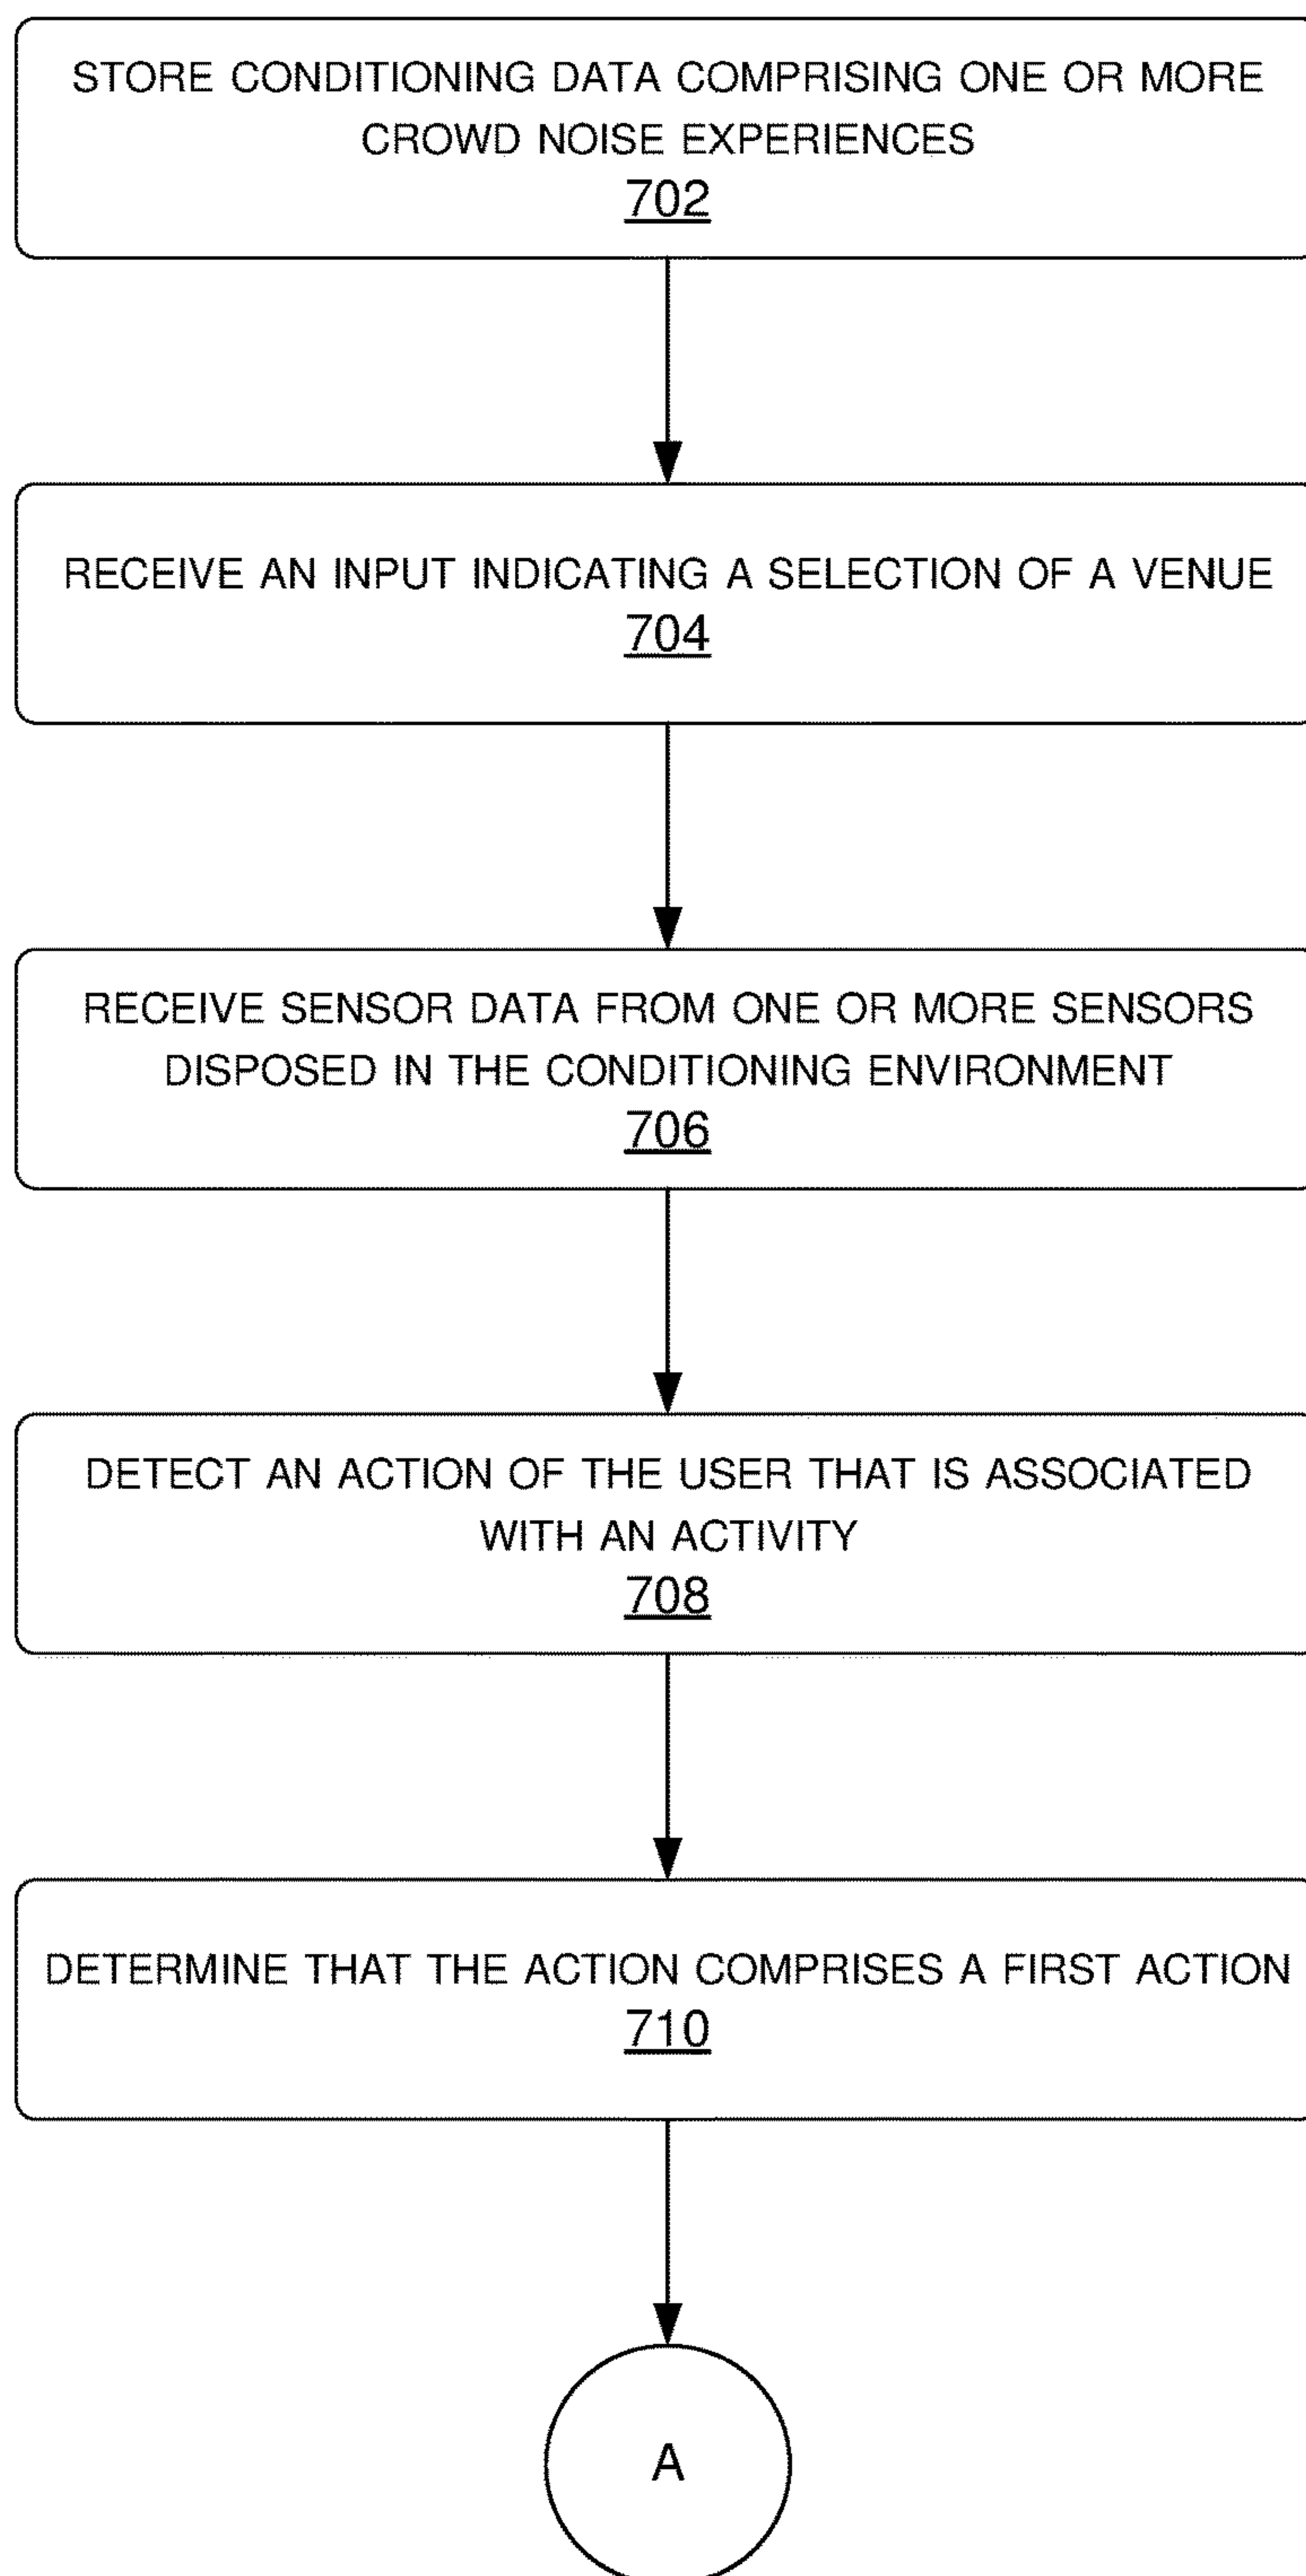 STORE CONDITIONING DATA COMPRISING ONE OR MORE
CROWD NOISE EXPERIENCES
702
RECEIVE AN INPUT INDICATING A SELECTION OF A VENUE
704
RECEIVE SENSOR DATA FROM ONE OR MORE SENSORS
DISPOSED IN THE CONDITIONING ENVIRONMENT
706
DETECT AN ACTION OF THE USER THAT IS ASSOCIATED
WITH AN ACTIVITY
708
DETERMINE THAT THE ACTION COMPRISES A FIRST ACTION
710
A